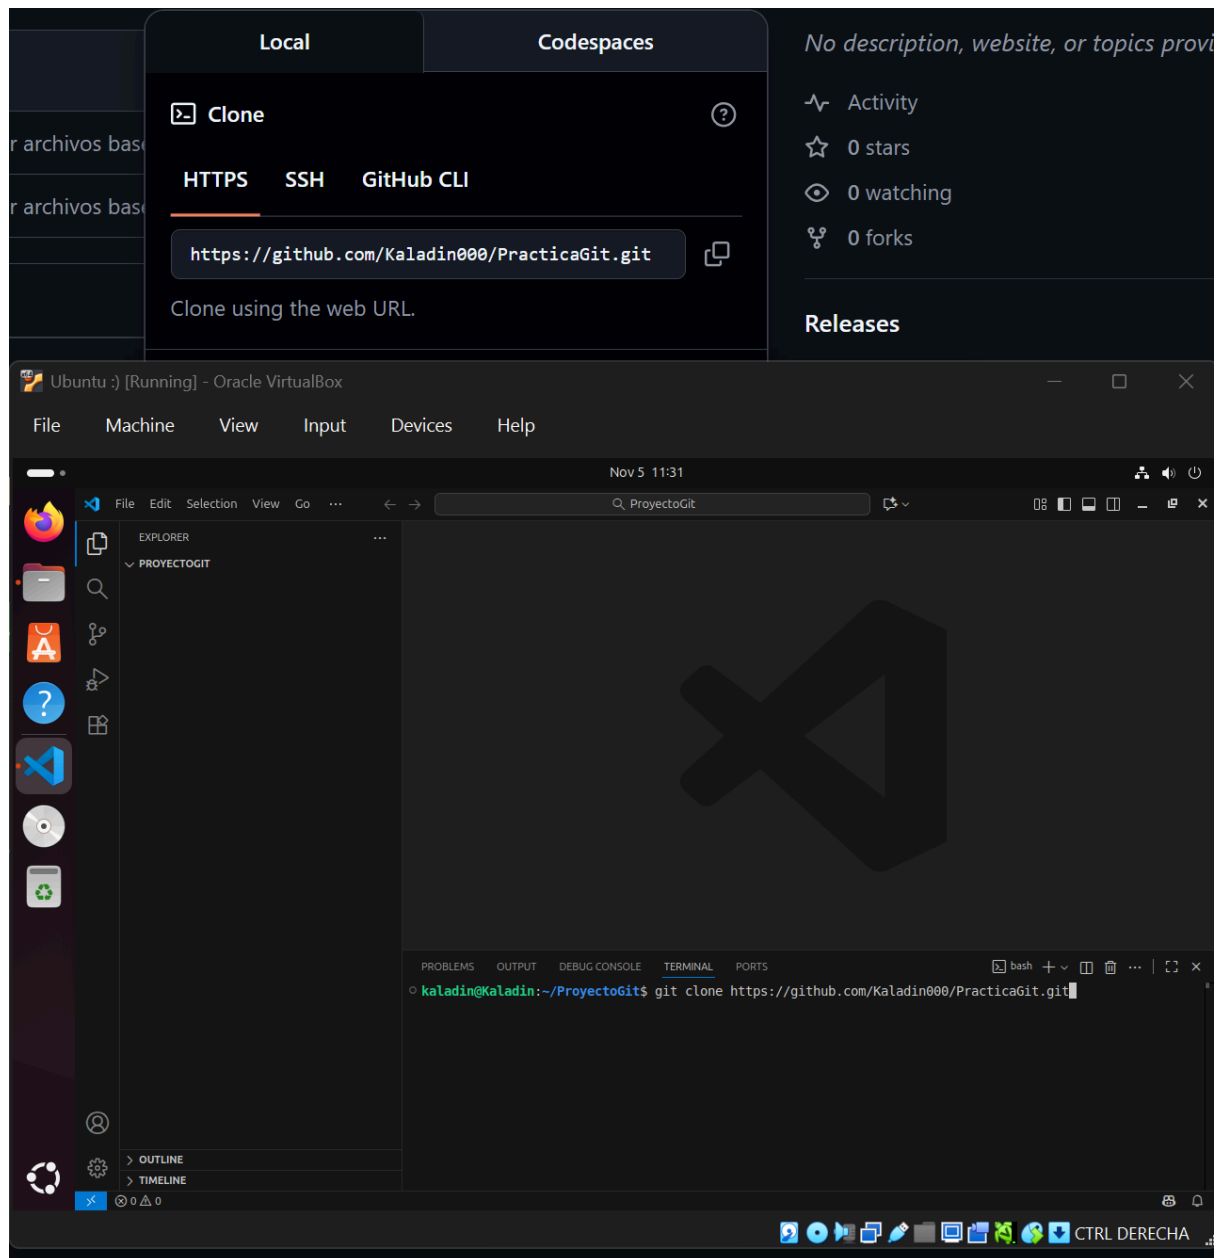 Local
Codespaces
No description, website, or topics provi
Clone
Activity
r archivos bas
0 stars
HTTPS
SSH
GitHub CLI
0 watching
r archivos bas
0 forks
https://github.com/Kaladin000/PracticaGit.git
Clone using the web URL.
Releases
Ubuntu :) [Running] - Oracle VirtualBox
File Machine View Input Devices Help
Nov 5 11:31
File Edit Selection View Go ··· ProyectoGit
EXPLORER
PROYECTOGIT
PROBLEMS OUTPUT DEBUG CONSOLE TERMINAL PORTS bash
kaladin@Kaladin:~/ProyectoGit$ git clone https://github.com/Kaladin000/PracticaGit.git
OUTLINE
TIMELINE
0 0
CTRL DERECHA